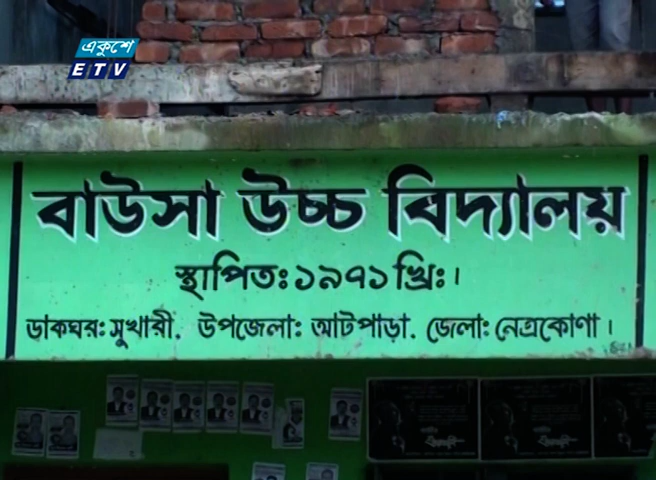 একুশে
ETV
বাউসা উচ্চ বিদ্যালয়
স্থাপিতঃ ১৯৭১ খ্রিঃ।
ডাকঘর: সুখারী. উপজেলা: আটপাড়া. জেলা: নেত্রকোণা।